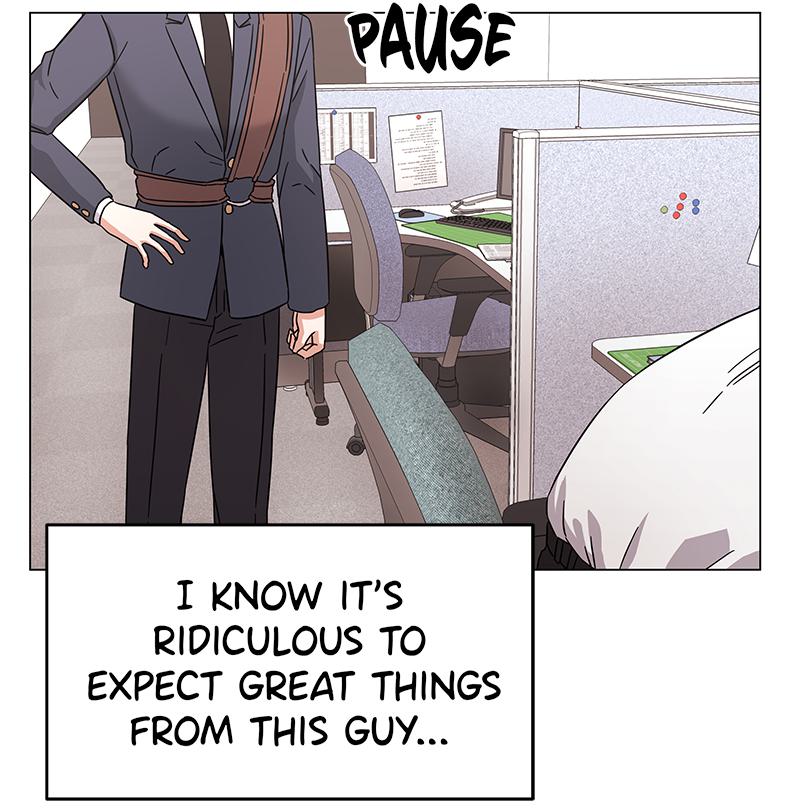 PAUSE
I KNOW IT'S
RIDICULOUS TO
EXPECT GREAT THINGS
FROM THIS GUY...